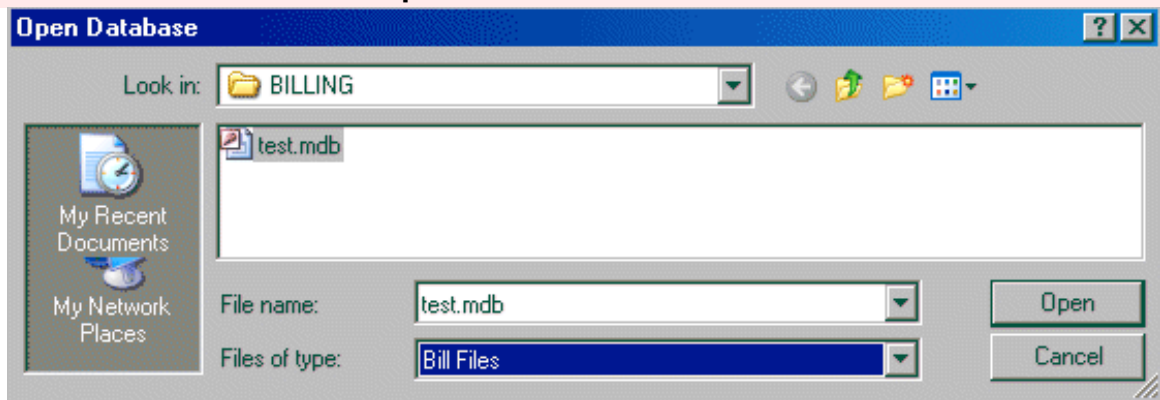 Open Database
Look in: BILLING
test.mdb
My Recent
Documents
My Network
Places
File name: test.mdb Open
Files of type: Bill Files Cancel